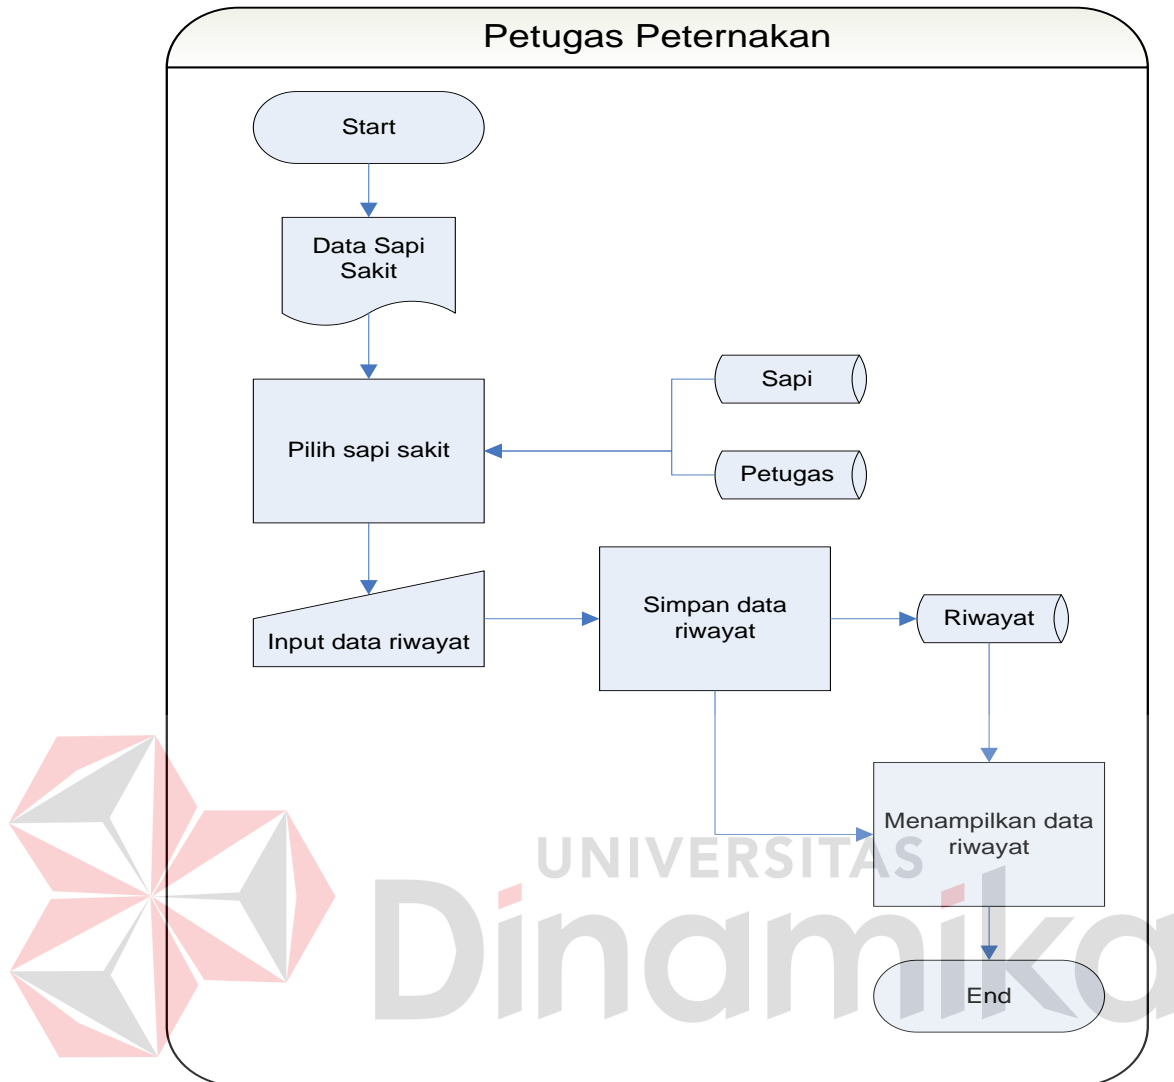 Petugas Peternakan
Start
Data Sapi
Sakit
Sapi
Pilih sapi sakit
Petugas
Simpan data
riwayat
Riwayat
Input data riwayat
Menampilkan data
riwayat
UNIVERSITAS
Dinamika
End